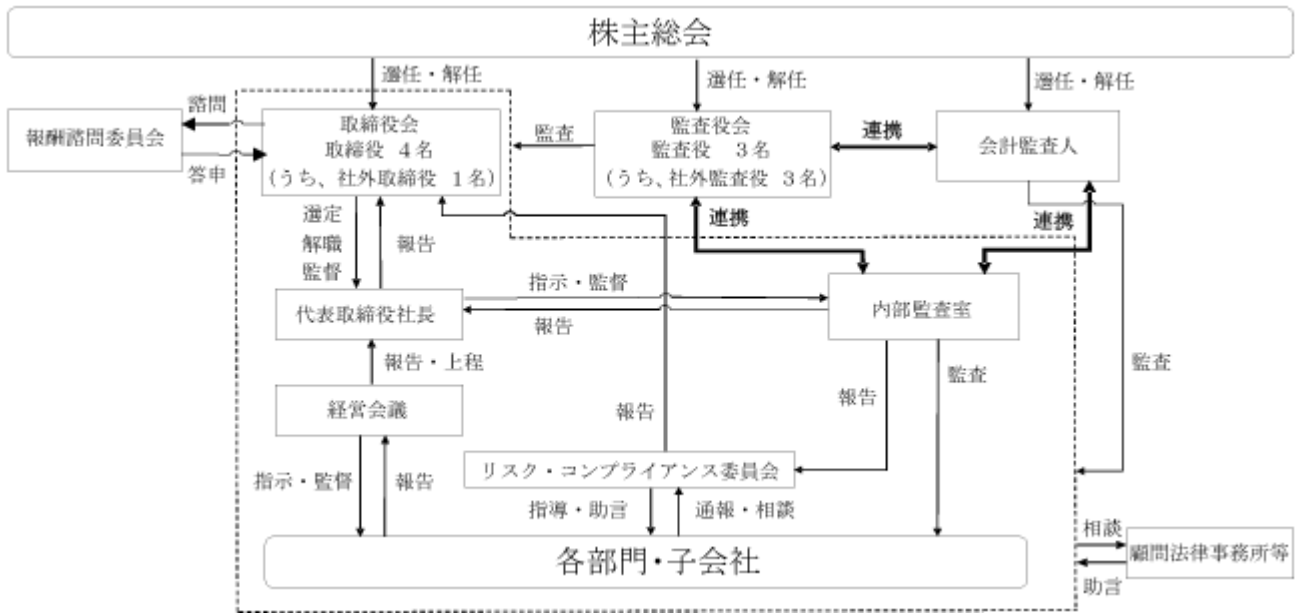 株主総会
選任・解任
選任・解任
選任・解任
諮問
報酬諮問委員会
答申
取締役会
取締役 4名
(うち、社外取締役 1名)
監査
監査役会
監査役 3名
(うち、社外監査役 3名)
連携
会計監査人
選定
解職
監督
報告
連携
連携
代表取締役社長
指示・監督
報告
内部監査室
報告・上程
監査
監査
報告
報告
経営会議
リスク・コンプライアンス委員会
指示・監督
報告
指導・助言
通報・相談
各部門・子会社
相談
顧問法律事務所等
助言